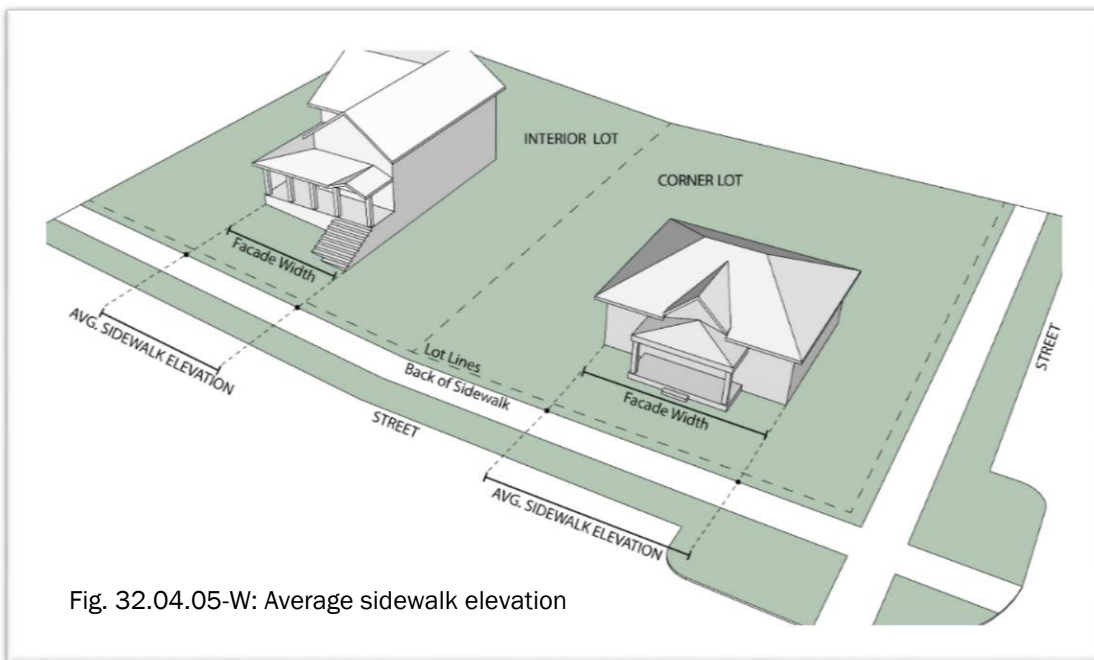 INTERIOR LOT
CORNER LOT
Facade Width
AVG. SIDEWALK ELEVATION
Lot Lines
Back of Sidewalk
STREET
Facade Width
AVG. SIDEWALK ELEVATION
STREET
Fig. 32.04.05-W: Average sidewalk elevation